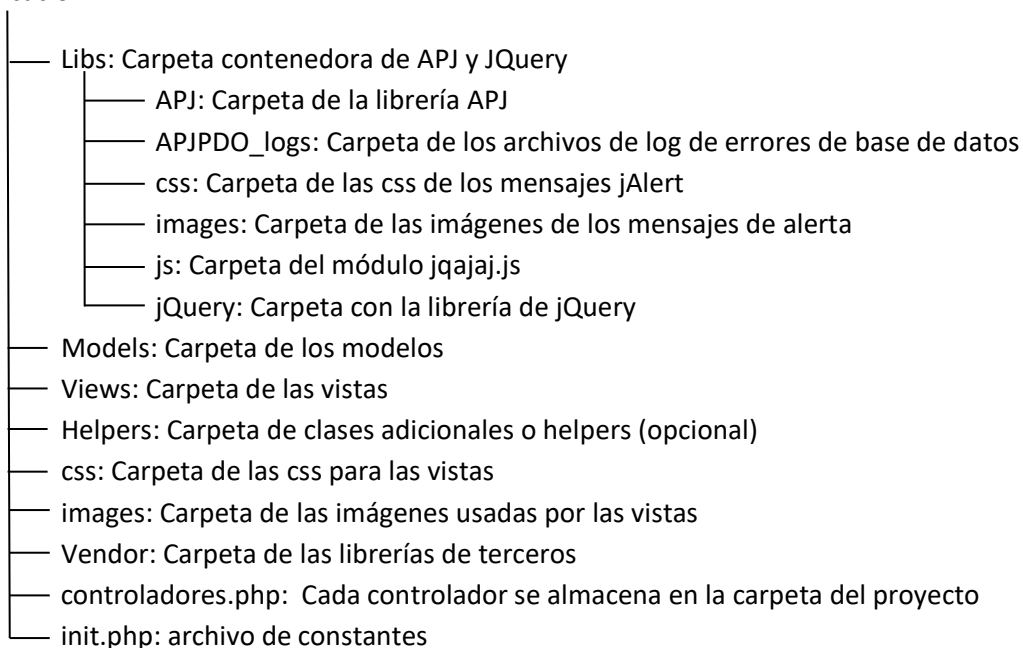 Libs: Carpeta contenedora de APJ y JQuery
APJ: Carpeta de la librería APJ
APJPDO_logs: Carpeta de los archivos de log de errores de base de datos
css: Carpeta de las css de los mensajes jAlert
images: Carpeta de las imágenes de los mensajes de alerta
js: Carpeta del módulo jqajaj.js
jQuery: Carpeta con la librería de jQuery
Models: Carpeta de los modelos
Views: Carpeta de las vistas
Helpers: Carpeta de clases adicionales o helpers (opcional)
css: Carpeta de las css para las vistas
images: Carpeta de las imágenes usadas por las vistas
Vendor: Carpeta de las librerías de terceros
controladores.php: Cada controlador se almacena en la carpeta del proyecto
init.php: archivo de constantes